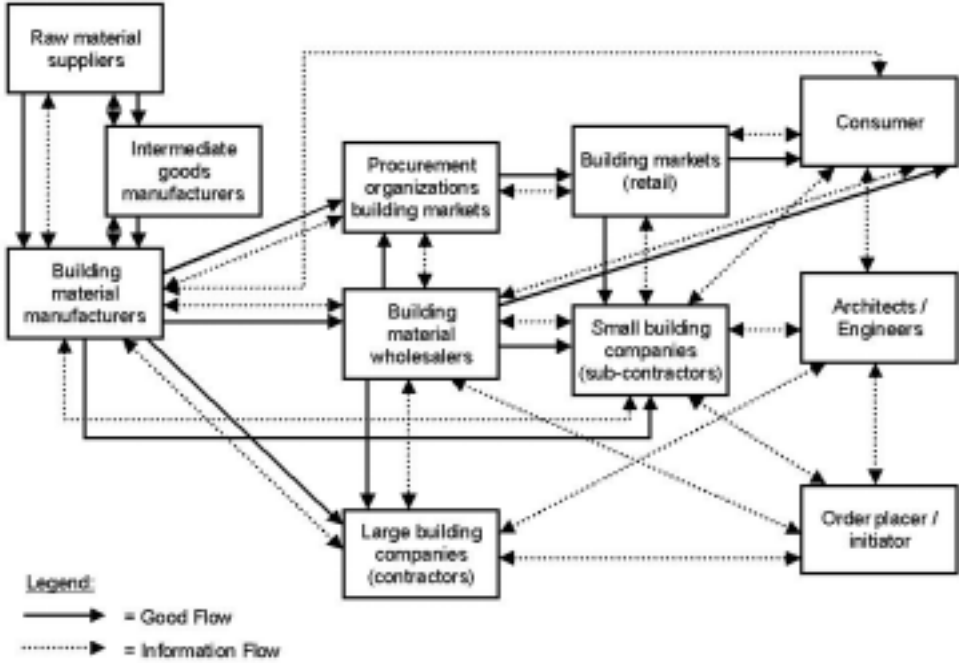 Raw material
suppliers
Intermediate
goods
manufacturers
Building
material
manufacturers
Procurement
organizations
building markets
Building
material
wholesalers
Large building
companies
(contractors)
Building markets
(retail)
Small building
companies
(sub-contractors)
Consumer
Architects /
Engineers
Order placer /
initiator
Legend:
= Good Flow
= Information Flow